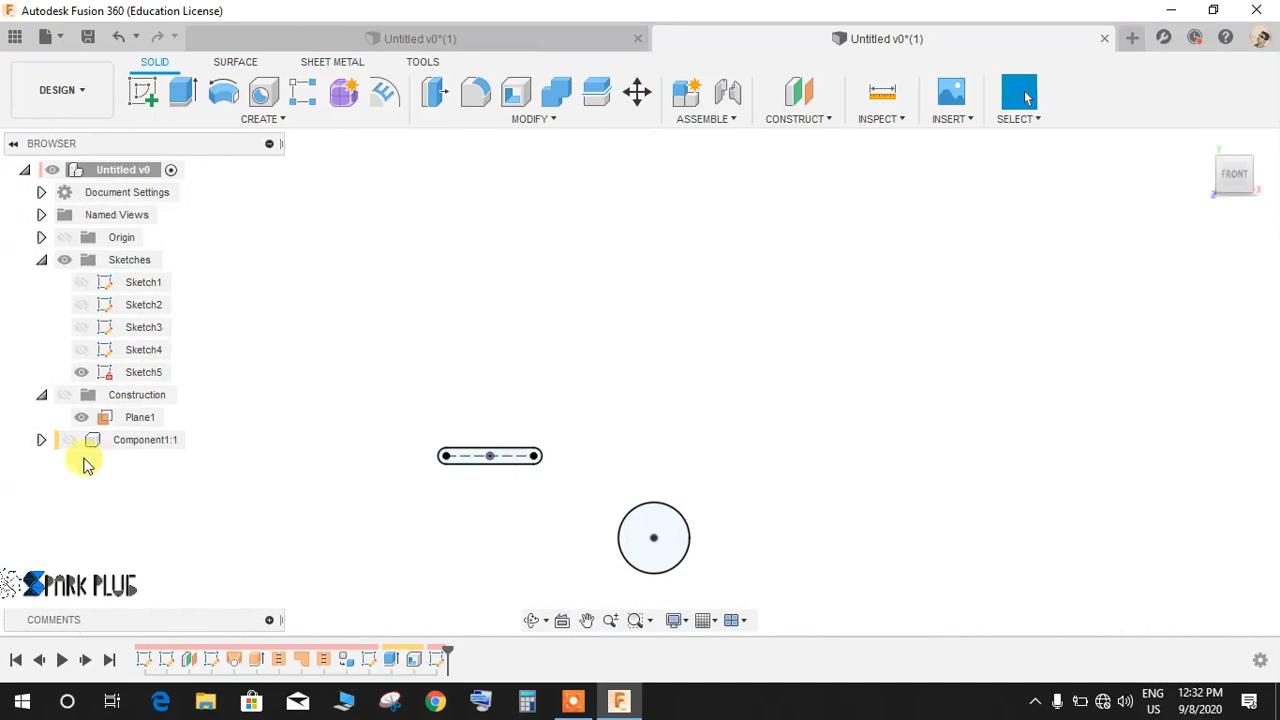 Autodesk Fusion 360 (Education License)
Untitled v0*(1)
Untitled v0*(1)
SOLID
SURFACE
SHEET METAL
TOOLS
DESIGN
CREATE
MODIFY
ASSEMBLE
CONSTRUCT
INSPECT
INSERT
SELECT
BROWSER
Untitled v0
Document Settings
Named Views
Origin
Sketches
Sketch1
Sketch2
Sketch3
Sketch4
Sketch5
Construction
Plane1
Component1:1
Y
FRONT
Z
X
SPARK PLUG
COMMENTS
ENG
US
12:32 PM
9/8/2020